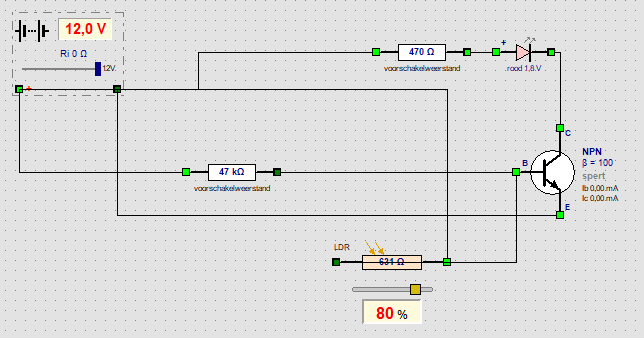 12,0 V
Ri 0 Ω
12V
+
470 Ω
voorschakelweerstand
+
rood 1,8 V
C
47 kΩ
voorschakelweerstand
B
NPN
β = 100
spert
Ib 0,00 mA
Ic 0,00 mA
E
LDR
631 Ω
80 %